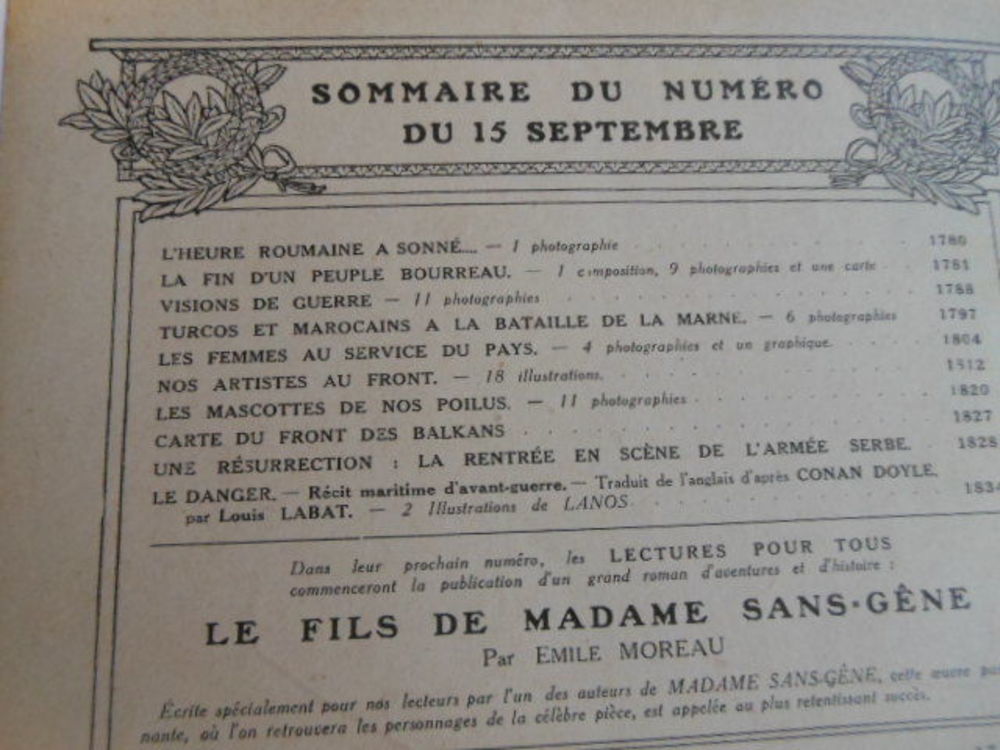 SOMMAIRE DU NUMÉRO
DU 15 SEPTEMBRE
L'HEURE ROUMAINE A SONNÉ.... — 1 photographie 1780
LA FIN D'UN PEUPLE BOURREAU. — 1 composition, 9 photographies et une carte 1781
VISIONS DE GUERRE — 11 photographies 1788
TURCOS ET MAROCAINS A LA BATAILLE DE LA MARNE. — 6 photographies 1797
LES FEMMES AU SERVICE DU PAYS. — 4 photographies et un graphique. 1804
NOS ARTISTES AU FRONT. — 18 illustrations. 1812
LES MASCOTTES DE NOS POILUS. — 11 photographies 1820
CARTE DU FRONT DES BALKANS 1827
UNE RÉSURRECTION : LA RENTRÉE EN SCÈNE DE L'ARMÉE SERBE. 1828
LE DANGER. — Récit maritime d'avant-guerre. — Traduit de l'anglais d'après CONAN DOYLE,
par Louis LABAT. — 2 Illustrations de LANOS 1834
Dans leur prochain numéro, les LECTURES POUR TOUS
commenceront la publication d'un grand roman d'aventures et d'histoire :
LE FILS DE MADAME SANS-GÊNE
Par EMILE MOREAU
Écrite spécialement pour nos lecteurs par l'un des auteurs de MADAME SANS-GÊNE, cette œuvre
nante, où l'on retrouvera les personnages de la célèbre pièce, est appelée au plus retentissant succès.